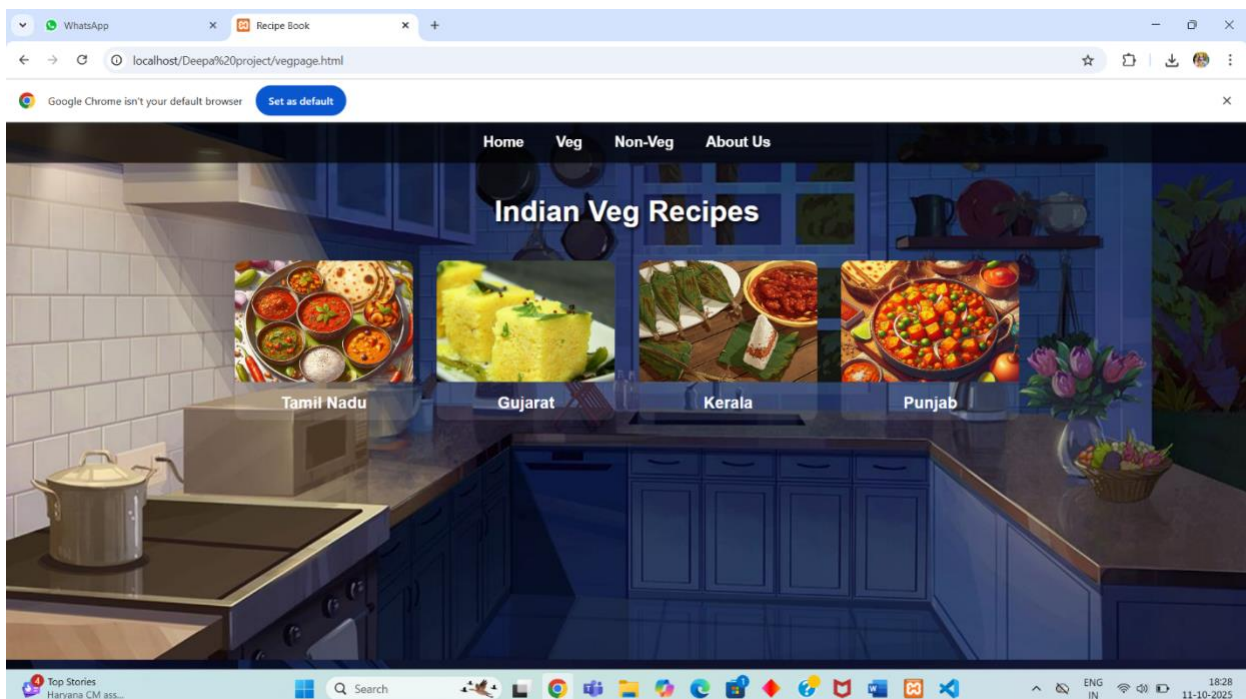 WhatsApp
Recipe Book
localhost/Deepa%20project/vegpage.html
Google Chrome isn't your default browser
Set as default
Home Veg Non-Veg About Us
Indian Veg Recipes
Tamil Nadu Gujarat Kerala Punjab
4
Top Stories
Haryana CM ass...
Search
ENG
IN
18:28
11-10-2025